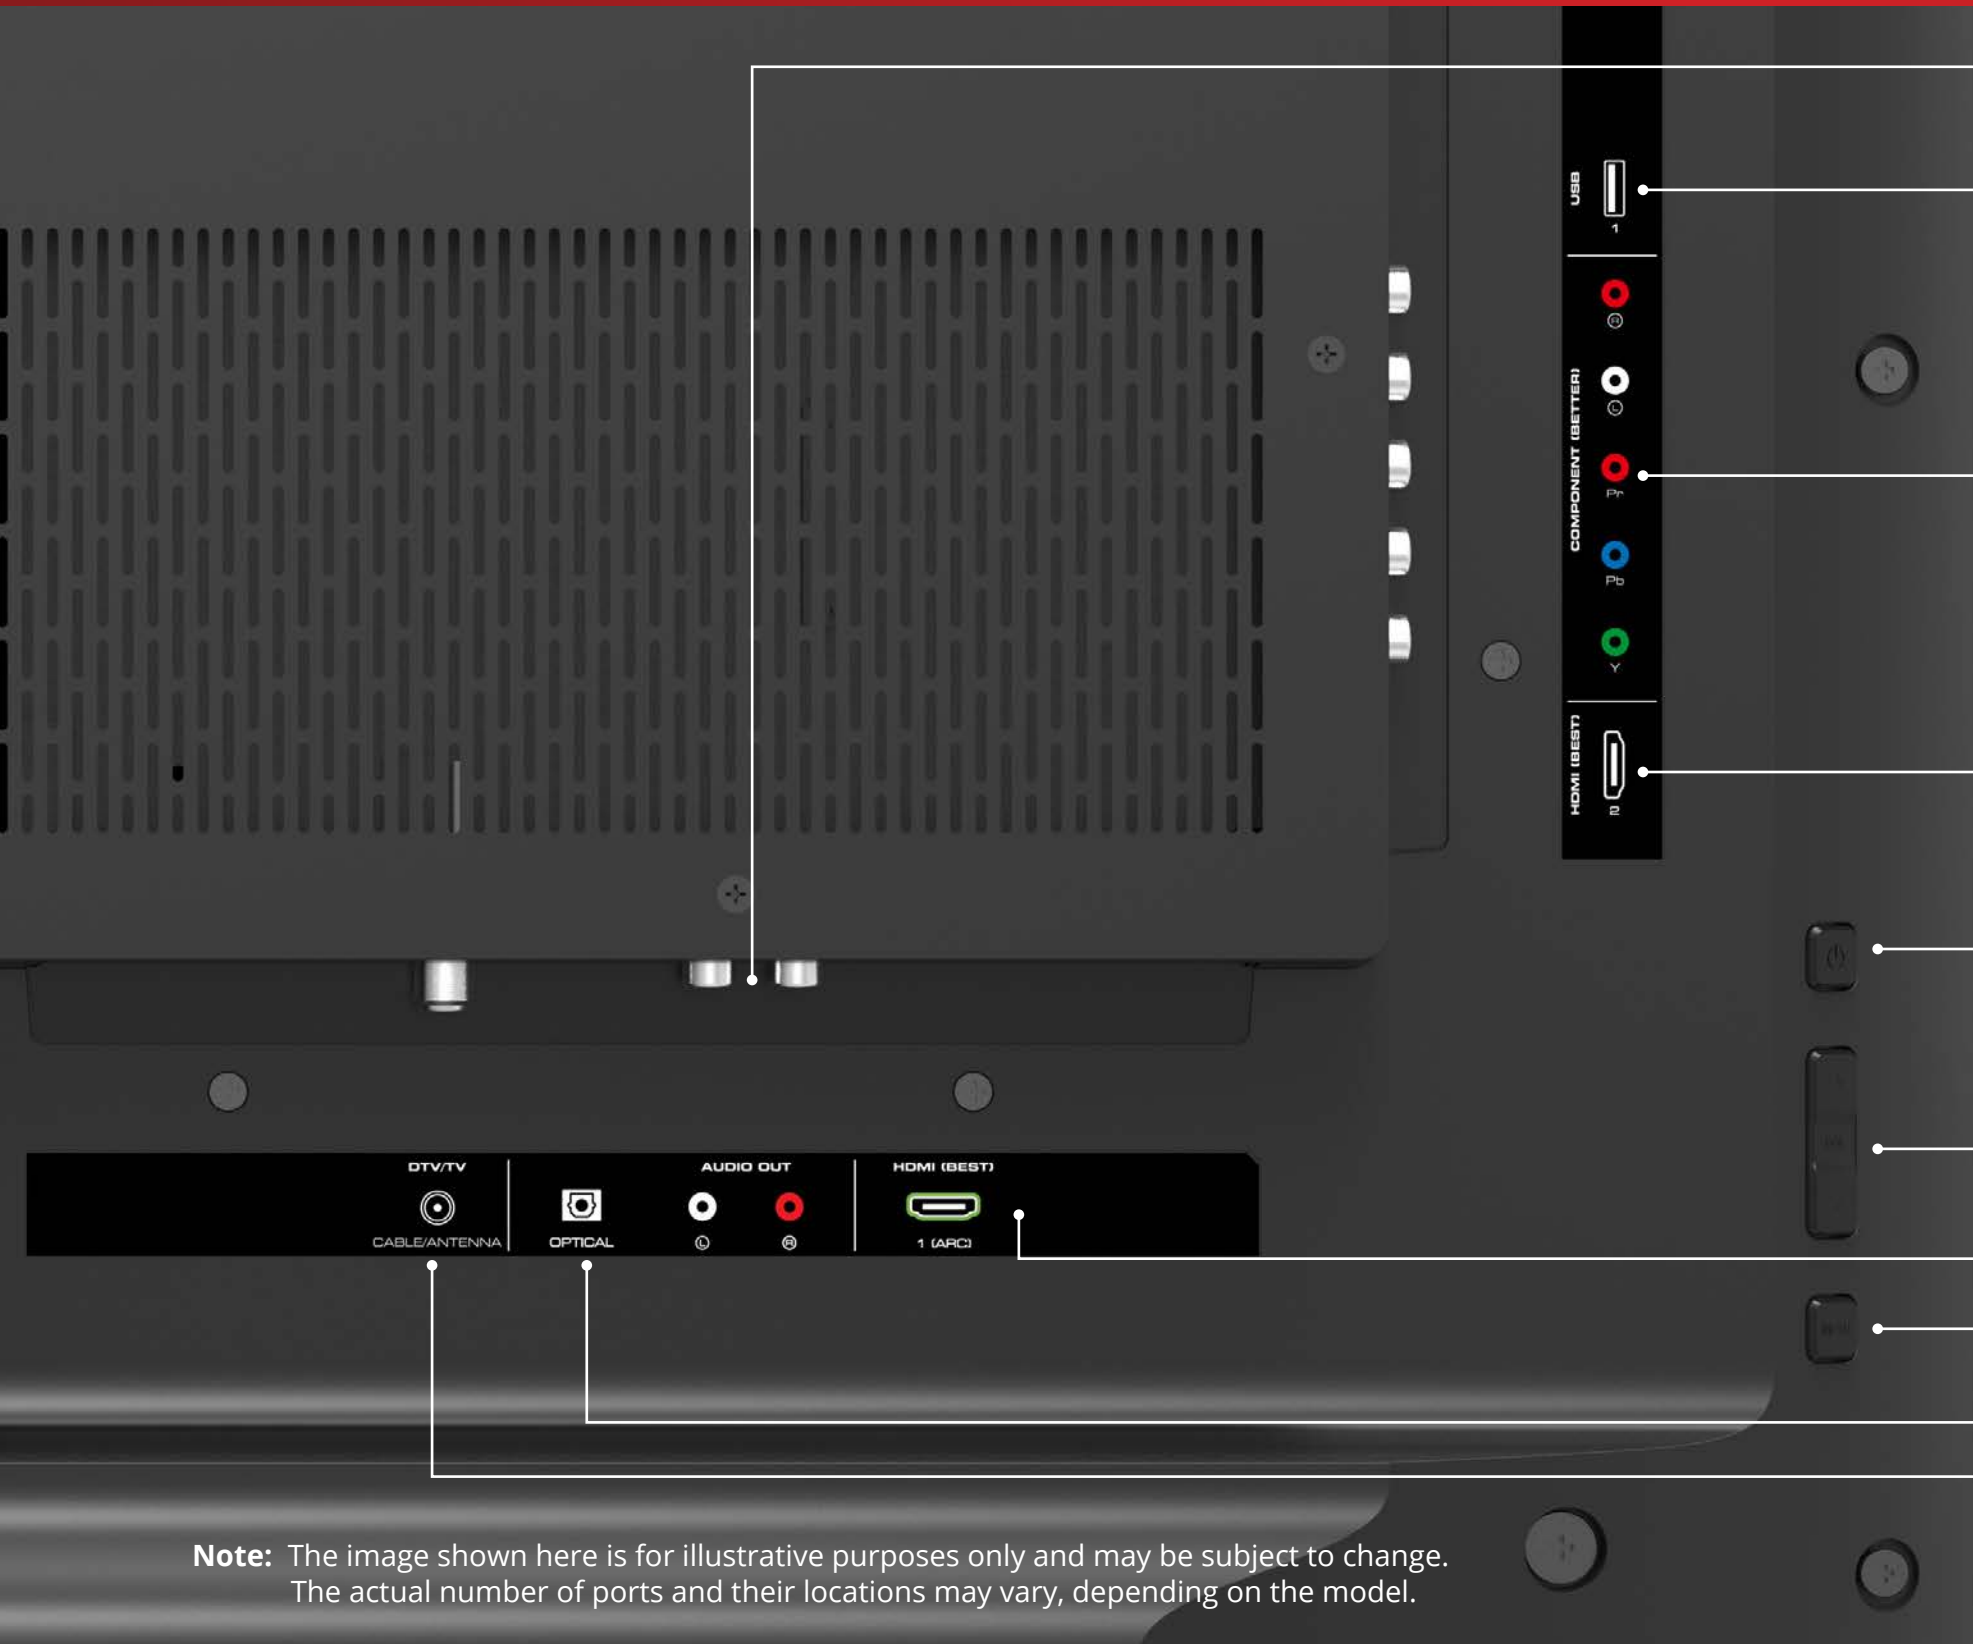 USB
1
R
L
COMPONENT (BETTER)
Pr
Pb
Y
HDMI (BEST)
2
DTV/TV
CABLE/ANTENNA
OPTICAL
AUDIO OUT
L
R
HDMI (BEST)
1 (ARC)
Note: The image shown here is for illustrative purposes only and may be subject to change.
The actual number of ports and their locations may vary, depending on the model.